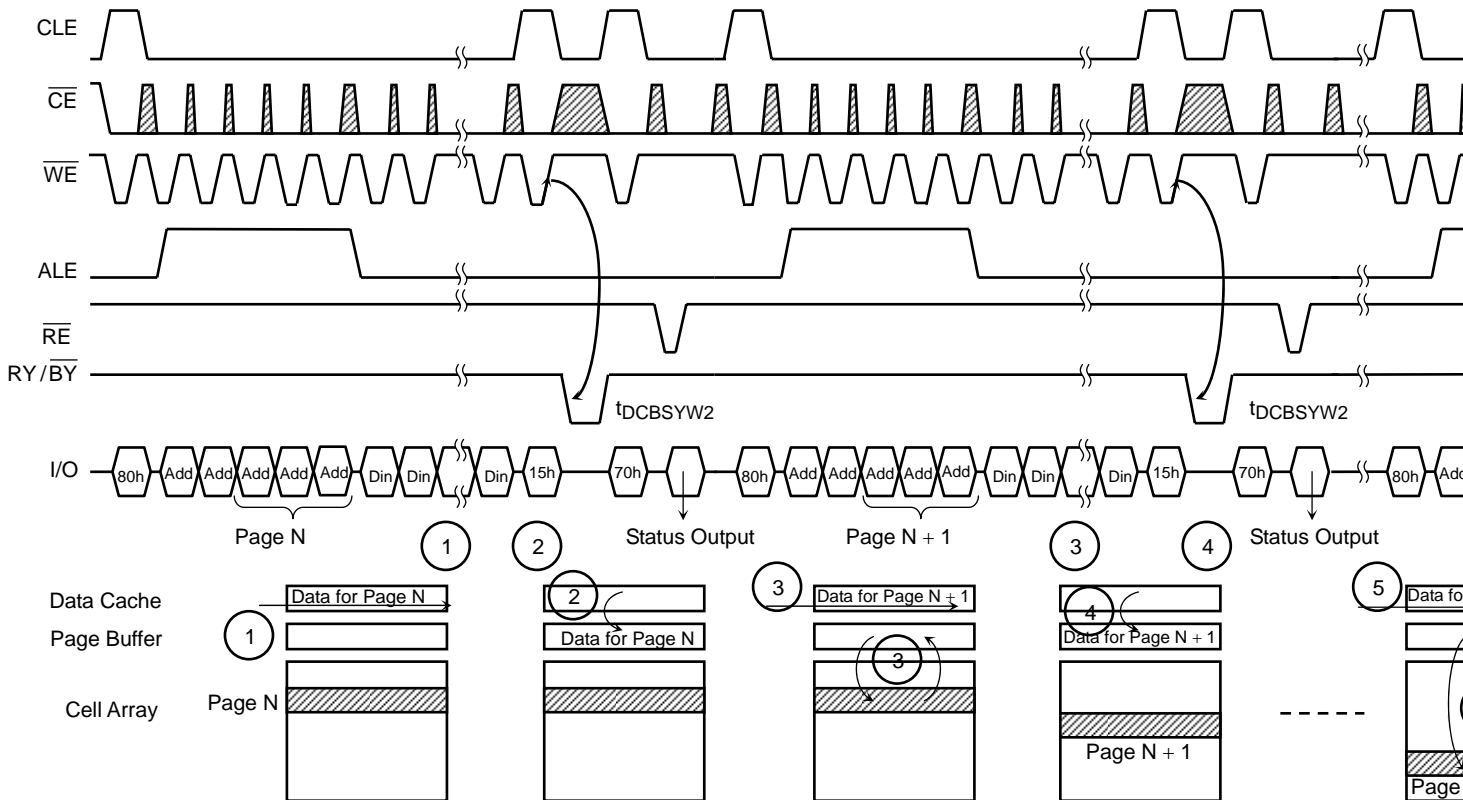 CLE
CE
WE
ALE
RE
RY/BY
tDCBSYW2
tDCBSYW2
I/O
80h Add Add Add Add Add Din Din Din 15h 70h 80h Add Add Add Add Add Din Din Din 15h 70h 80h Add
Page N
Status Output
Page N + 1
Status Output
1
2
3
4
Data Cache
Data for Page N
2
3
Data for Page N + 1
4
5
Data fo
Page Buffer
1
Data for Page N
3
Data for Page N + 1
Cell Array
Page N
Page N + 1
Page